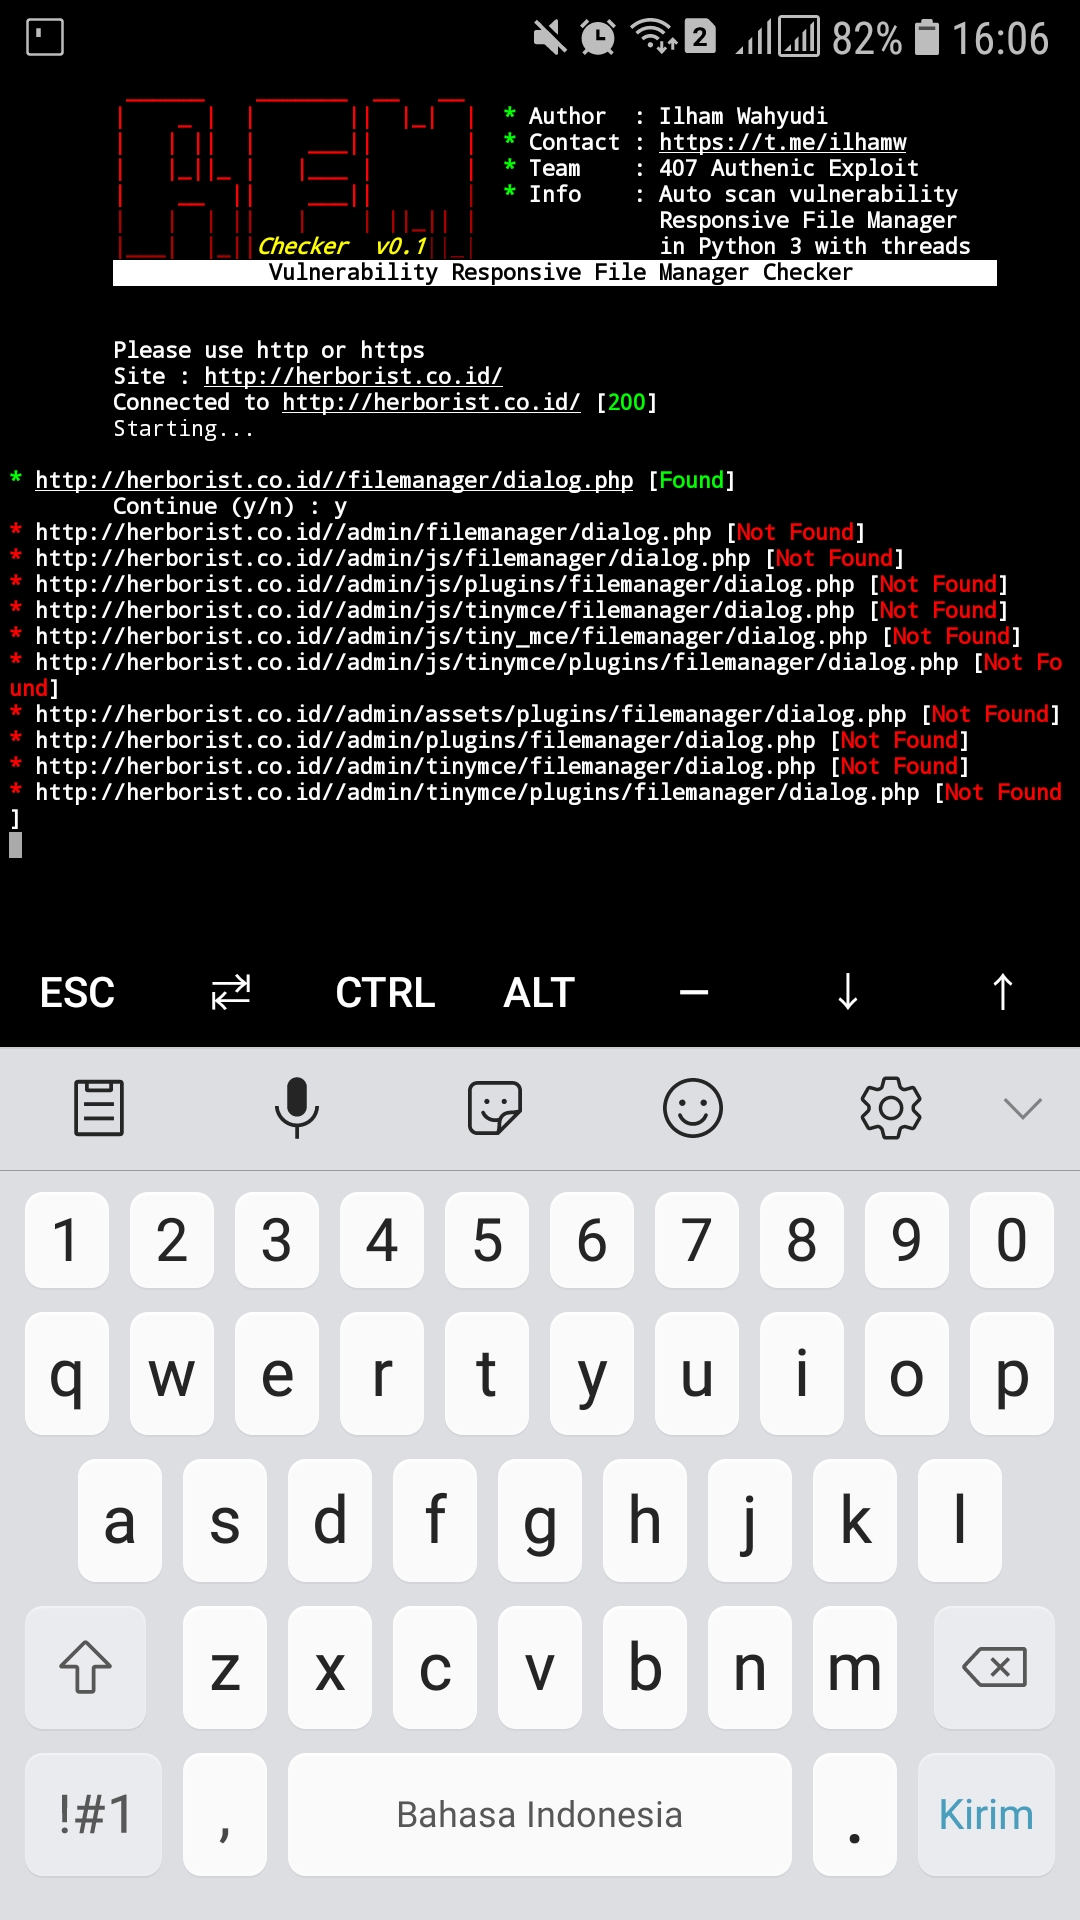 2 82% 16:06
* Author : Ilham Wahyudi
* Contact : https://t.me/ilhamw
* Team : 407 Authenic Exploit
* Info : Auto scan vulnerability
Responsive File Manager
Checker v0.1 in Python 3 with threads
Vulnerability Responsive File Manager Checker
Please use http or https
Site : http://herborist.co.id/
Connected to http://herborist.co.id/ [200]
Starting...
* http://herborist.co.id//filemanager/dialog.php [Found]
Continue (y/n) : y
* http://herborist.co.id//admin/filemanager/dialog.php [Not Found]
* http://herborist.co.id//admin/js/filemanager/dialog.php [Not Found]
* http://herborist.co.id//admin/js/plugins/filemanager/dialog.php [Not Found]
* http://herborist.co.id//admin/js/tinymce/filemanager/dialog.php [Not Found]
* http://herborist.co.id//admin/js/tiny_mce/filemanager/dialog.php [Not Found]
* http://herborist.co.id//admin/js/tinymce/plugins/filemanager/dialog.php [Not Fo
und]
* http://herborist.co.id//admin/assets/plugins/filemanager/dialog.php [Not Found]
* http://herborist.co.id//admin/plugins/filemanager/dialog.php [Not Found]
* http://herborist.co.id//admin/tinymce/filemanager/dialog.php [Not Found]
* http://herborist.co.id//admin/tinymce/plugins/filemanager/dialog.php [Not Found
]
ESC CTRL ALT – ↓ ↑
1 2 3 4 5 6 7 8 9 0
q w e r t y u i o p
a s d f g h j k l
z x c v b n m
!#1 , Bahasa Indonesia . Kirim